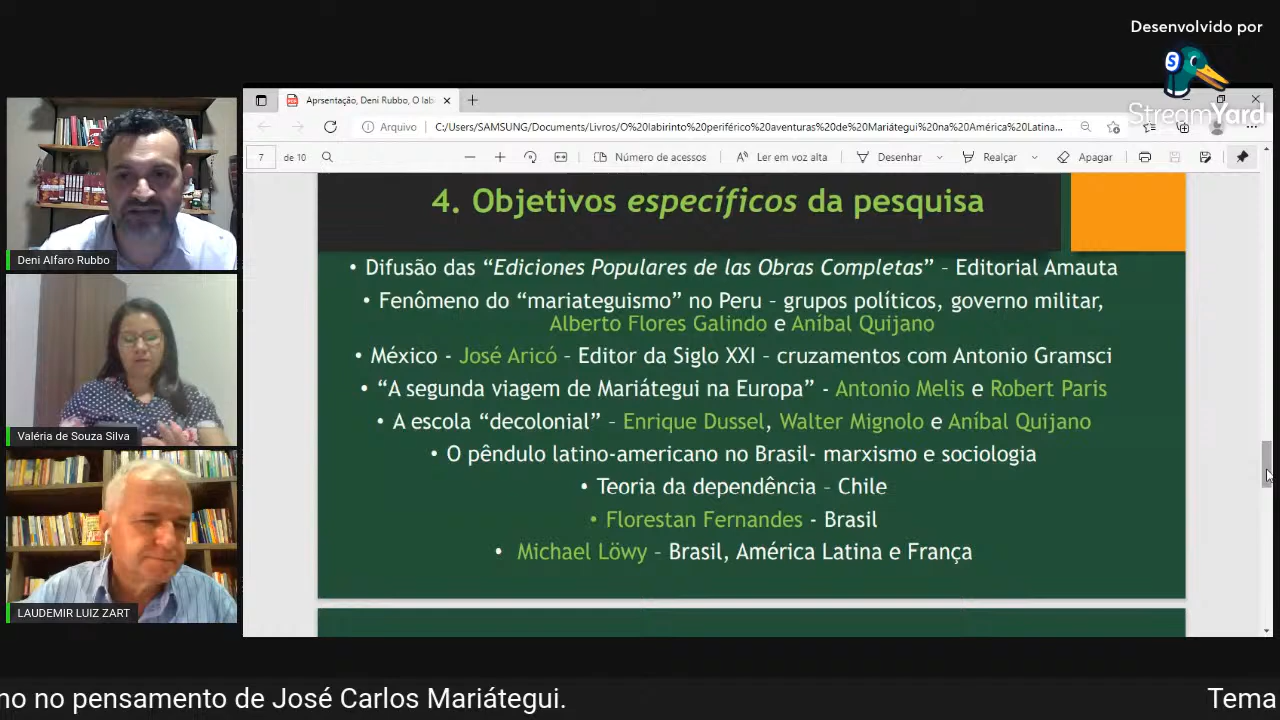 Desenvolvido por
StreamYard
Aprsentação, Deni Rubbo, O lab
Arquivo
C:/Users/SAMSUNG/Documents/Livros/O%20labirinto%20periférico%20aventuras%20de%20Mariátegui%20na%20América%20Latina...
7 de 10
Número de acessos
Ler em voz alta
Desenhar
Realçar
Apagar
4. Objetivos específicos da pesquisa
• Difusão das “Ediciones Populares de las Obras Completas” – Editorial Amauta
• Fenômeno do “mariateguismo” no Peru – grupos políticos, governo militar,
Alberto Flores Galindo e Aníbal Quijano
• México - José Aricó – Editor da Siglo XXI – cruzamentos com Antonio Gramsci
• “A segunda viagem de Mariátegui na Europa” - Antonio Melis e Robert Paris
• A escola “decolonial” – Enrique Dussel, Walter Mignolo e Aníbal Quijano
• O pêndulo latino-americano no Brasil- marxismo e sociologia
• Teoria da dependência – Chile
• Florestan Fernandes - Brasil
• Michael Löwy – Brasil, América Latina e França
Deni Alfaro Rubbo
Valéria de Souza Silva
LAUDEMIR LUIZ ZART
no pensamento de José Carlos Mariátegui.
Tema